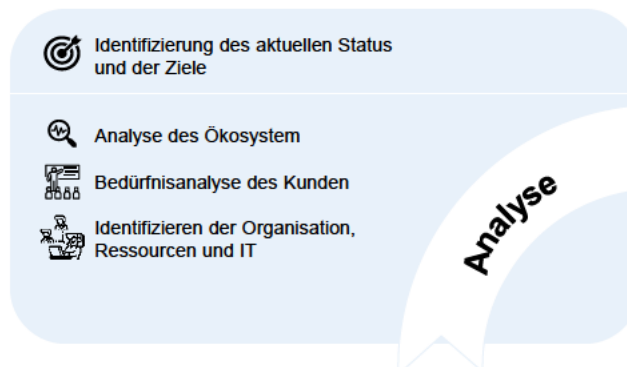 Identifizierung des aktuellen Status
und der Ziele
Analyse des Ökosystem
Bedürfnisanalyse des Kunden
Identifizieren der Organisation,
Ressourcen und IT
Analyse